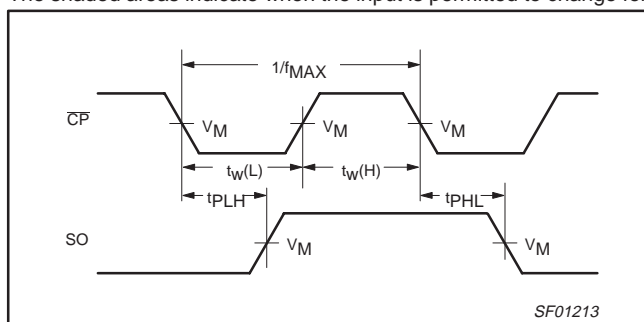 The shaded areas indicate when the input is permitted to change for
1/fMAX
CP
VM
VM
VM
tw(L)
tw(H)
tPLH
tPHL
SO
VM
VM
SF01213